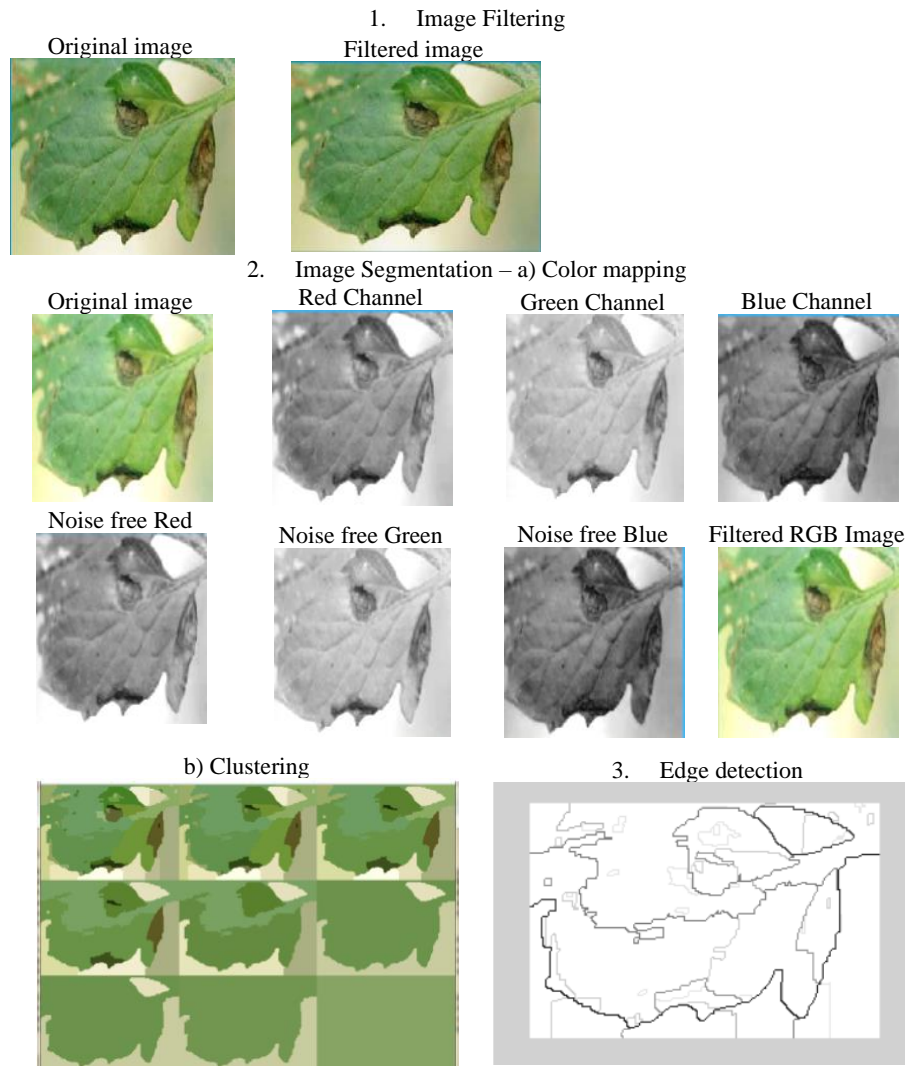 1. Image Filtering
Original image
Filtered image
2. Image Segmentation – a) Color mapping
Original image
Red Channel
Green Channel
Blue Channel
Noise free Red
Noise free Green
Noise free Blue
Filtered RGB Image
b) Clustering
3. Edge detection